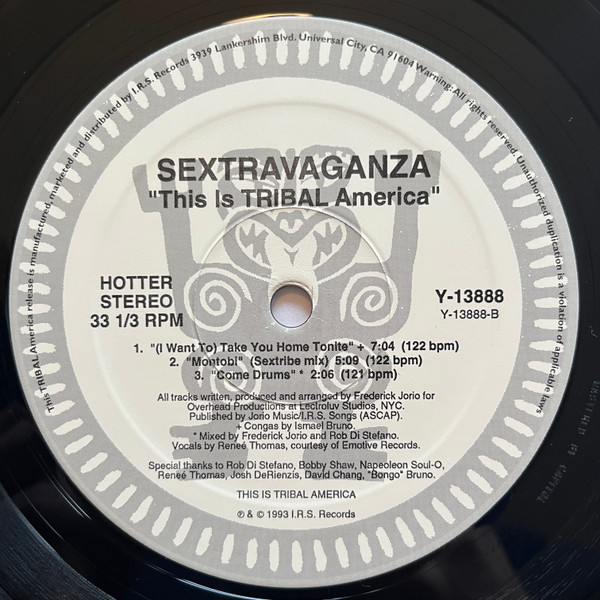 This TRIBAL America release is manufactured, marketed and distributed by I.R.S. Records 3939 Lankershim Blvd. Universal City, CA 91604 Warning: All rights reserved. Unauthorized duplication is a violation of applicable laws
SEXTRAVAGANZA
"This Is TRIBAL America"
HOTTER
STEREO
33 1/3 RPM
Y-13888
Y-13888-B
1. "(I Want To) Take You Home Tonite" + 7:04 (122 bpm)
2. "Montobi" (Sextribe mix) 5:09 (122 bpm)
3. "Come Drums" * 2:06 (121 bpm)
All tracks written, produced and arranged by Frederick Jorio for
Overhead Productions at Lectroluv Studios, NYC.
Published by Jorio Music/I.R.S. Songs (ASCAP).
+ Congas by Ismael Bruno.
* Mixed by Frederick Jorio and Rob Di Stefano.
Vocals by Reneé Thomas, courtesy of Emotive Records.
Special thanks to Rob Di Stefano, Bobby Shaw, Napoeleon Soul-O,
Reneé Thomas, Josh DeRienzis, David Chang, "Bongo" Bruno.
THIS IS TRIBAL AMERICA
℗ & © 1993 I.R.S. Records
MASTERED BY CAPITOL